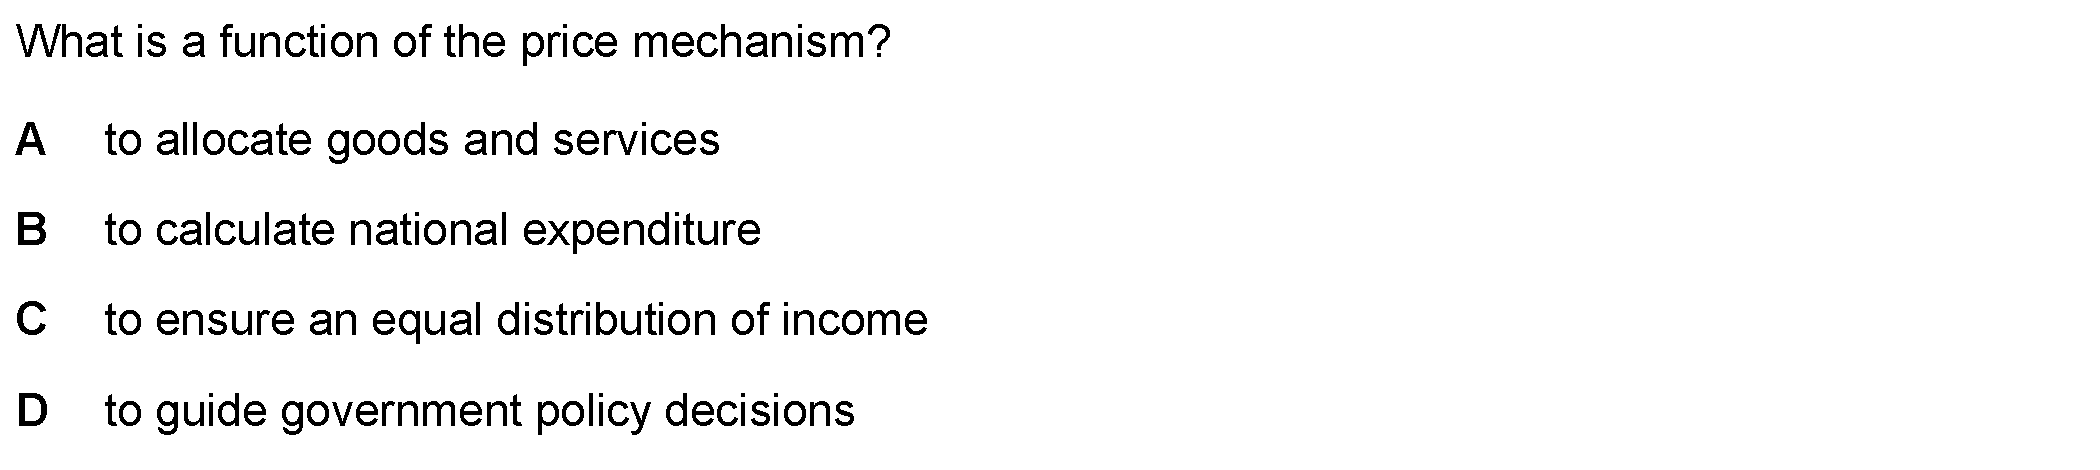 What is a function of the price mechanism?
A to allocate goods and services
B to calculate national expenditure
C to ensure an equal distribution of income
D to guide government policy decisions